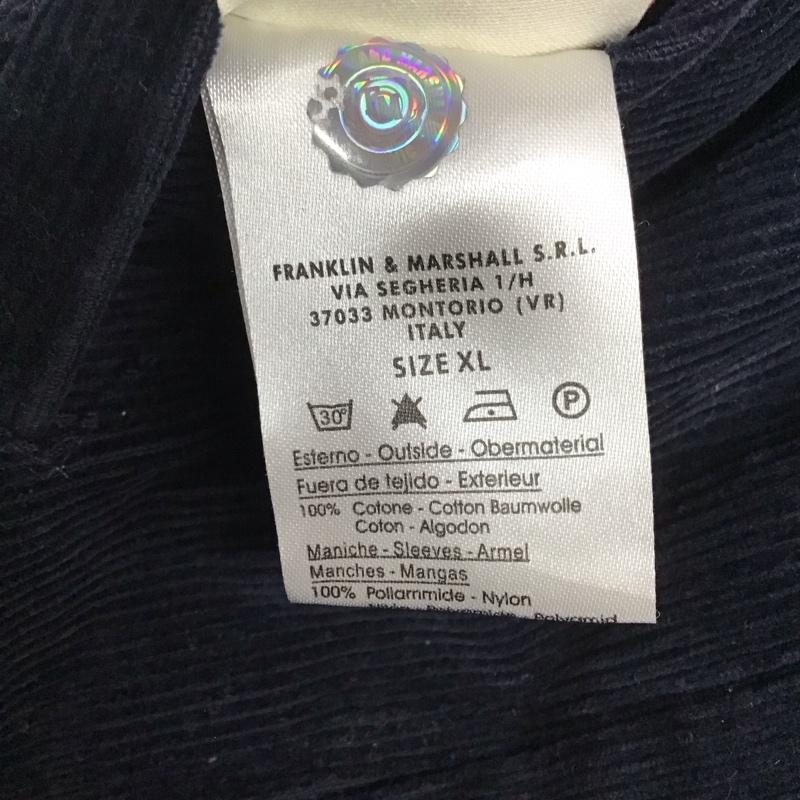 FRANKLIN & MARSHALL S.R.L.
VIA SEGHERIA 1/H
37033 MONTORIO (VR)
ITALY
SIZE XL
30° P
Esterno - Outside - Obermaterial
Fuera de tejido - Exterieur
100% Cotone - Cotton Baumwolle
Coton - Algodon
Maniche - Sleeves - Armel
Manches - Mangas
100% Poliammide - Nylon